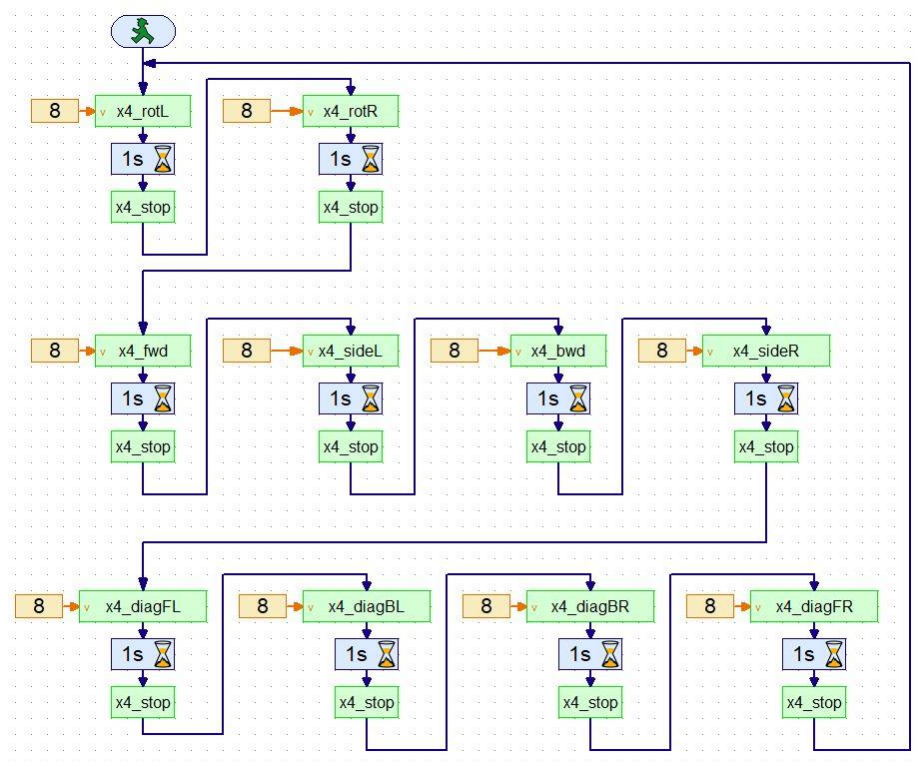 8 v x4_rotL 8 v x4_rotR
1s 1s
x4_stop x4_stop
8 v x4_fwd 8 v x4_sideL 8 v x4_bwd 8 v x4_sideR
1s 1s 1s 1s
x4_stop x4_stop x4_stop x4_stop
8 v x4_diagFL 8 v x4_diagBL 8 v x4_diagBR 8 v x4_diagFR
1s 1s 1s 1s
x4_stop x4_stop x4_stop x4_stop